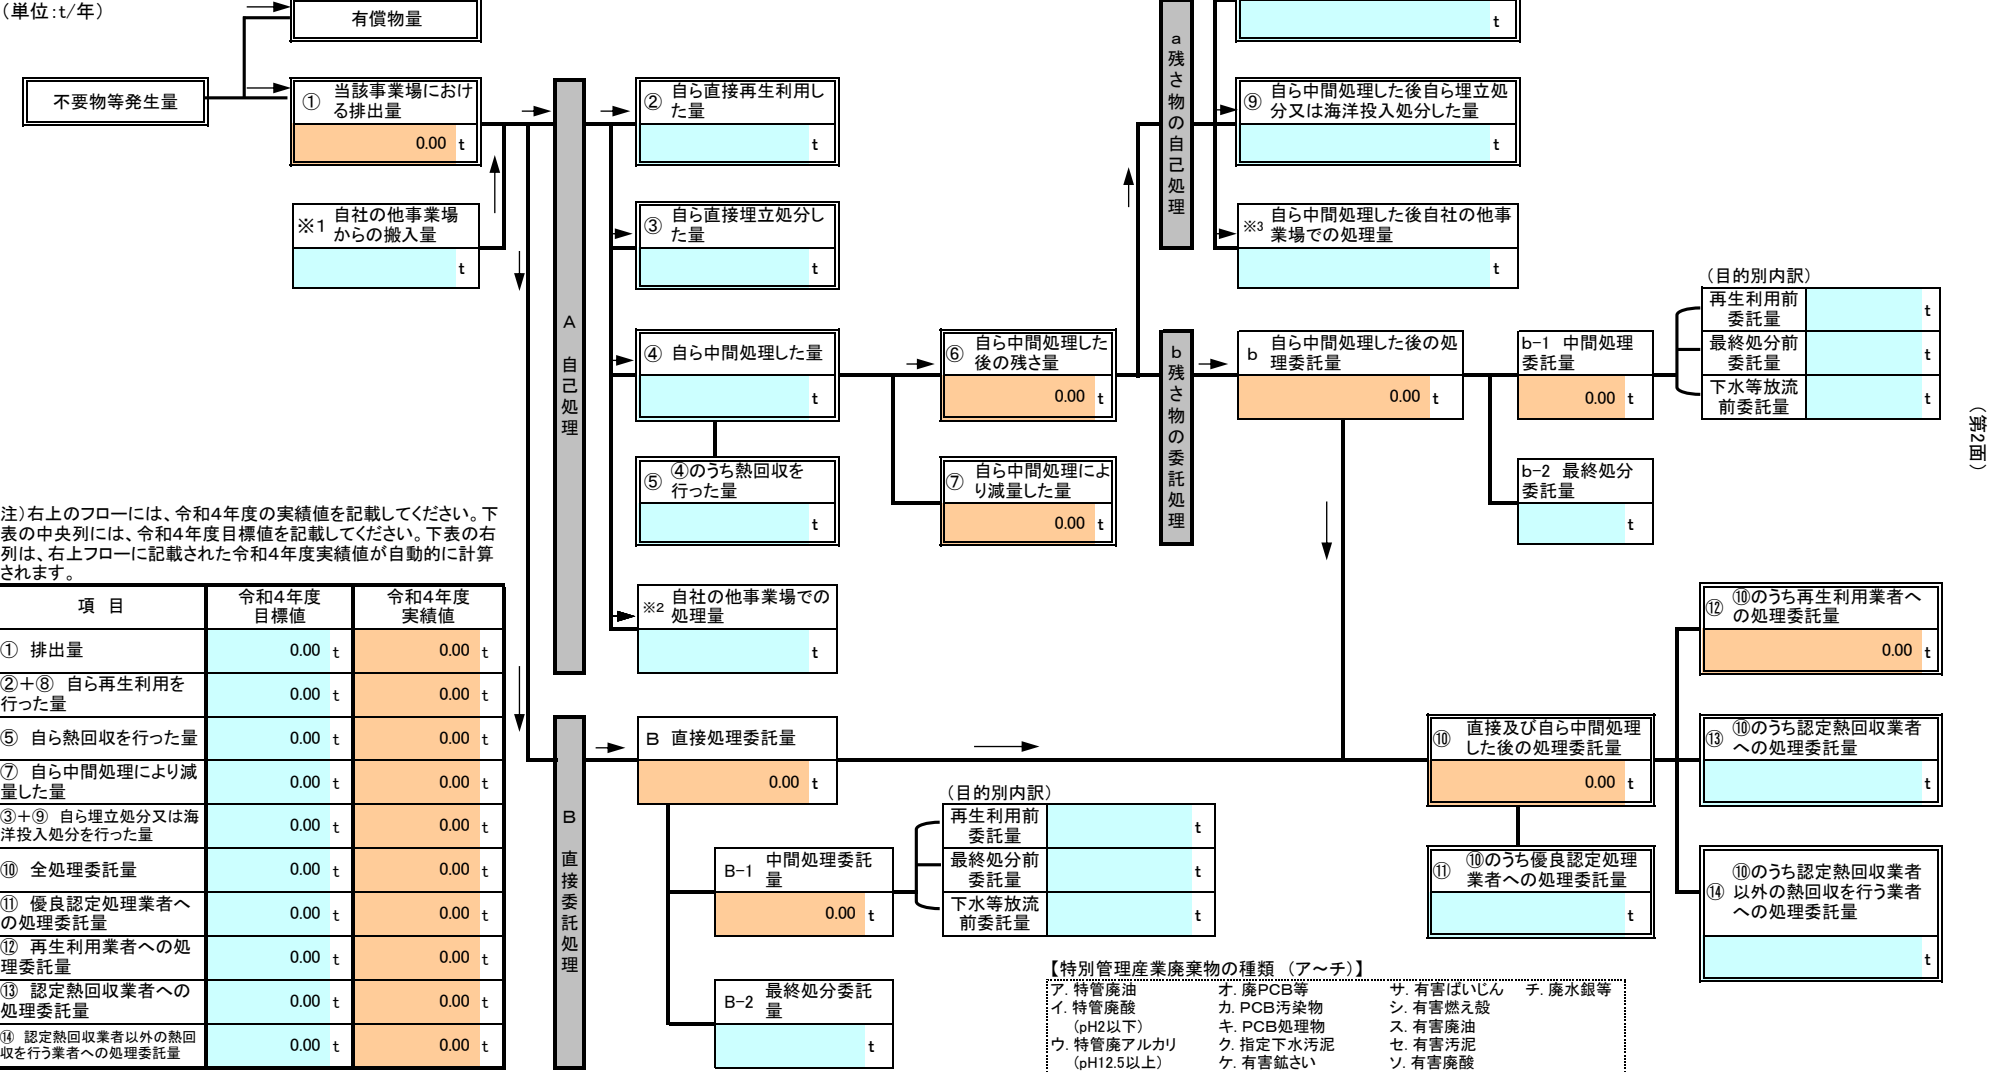 （単位：t/年）
有償物量
不要物等発生量
① 当該事業場におけ
る排出量
0.00 t
※1 自社の他事業場
からの搬入量
t
A 自己処理
② 自ら直接再生利用し
た量
t
③ 自ら直接埋立処分し
た量
t
④ 自ら中間処理した量
t
⑤ ④のうち熱回収を
行った量
t
※2 自社の他事業場での
処理量
t
⑥ 自ら中間処理した
後の残さ量
0.00 t
⑦ 自ら中間処理によ
り減量した量
0.00 t
a 残さ物の自己処理
t
⑨ 自ら中間処理した後自ら埋立処
分又は海洋投入処分した量
t
※3 自ら中間処理した後自社の他事
業場での処理量
t
b 残さ物の委託処理
b 自ら中間処理した後の処
理委託量
0.00 t
b-1 中間処理
委託量
0.00 t
b-2 最終処分
委託量
t
（目的別内訳）
再生利用前
委託量
t
最終処分前
委託量
t
下水等放流
前委託量
t
（第2面）
注）右上のフローには、令和４年度の実績値を記載してください。下
表の中央列には、令和４年度目標値を記載してください。下表の右
列は、右上フローに記載された令和４年度実績値が自動的に計算
されます。
項 目 令和４年度
目標値 令和４年度
実績値
① 排出量 0.00 t 0.00 t
②＋⑧ 自ら再生利用を
行った量 0.00 t 0.00 t
⑤ 自ら熱回収を行った量 0.00 t 0.00 t
⑦ 自ら中間処理により減
量した量 0.00 t 0.00 t
③＋⑨ 自ら埋立処分又は海
洋投入処分を行った量 0.00 t 0.00 t
⑩ 全処理委託量 0.00 t 0.00 t
⑪ 優良認定処理業者へ
の処理委託量 0.00 t 0.00 t
⑫ 再生利用業者への処
理委託量 0.00 t 0.00 t
⑬ 認定熱回収業者への
処理委託量 0.00 t 0.00 t
⑭ 認定熱回収業者以外の熱回
収を行う業者への処理委託量 0.00 t 0.00 t
B 直接委託処理
B 直接処理委託量
0.00 t
B-1 中間処理委託
量
0.00 t
B-2 最終処分委託
量
t
（目的別内訳）
再生利用前
委託量
t
最終処分前
委託量
t
下水等放流
前委託量
t
⑩ 直接及び自ら中間処理
した後の処理委託量
0.00 t
⑪ ⑩のうち優良認定処理
業者への処理委託量
t
⑫ ⑩のうち再生利用業者へ
の処理委託量
0.00 t
⑬ ⑩のうち認定熱回収業者
への処理委託量
t
⑭ ⑩のうち認定熱回収業者
以外の熱回収を行う業者
への処理委託量
t
【特別管理産業廃棄物の種類 （ア～チ）】
ア. 特管廃油 オ. 廃PCB等 サ. 有害ばいじん チ. 廃水銀等
イ. 特管廃酸 カ. PCB汚染物 シ. 有害燃え殻
（pH2以下） キ. PCB処理物 ス. 有害廃油
ウ. 特管廃アルカリ ク. 指定下水汚泥 セ. 有害汚泥
（pH12.5以上） ケ. 有害鉱さい ソ. 有害廃酸